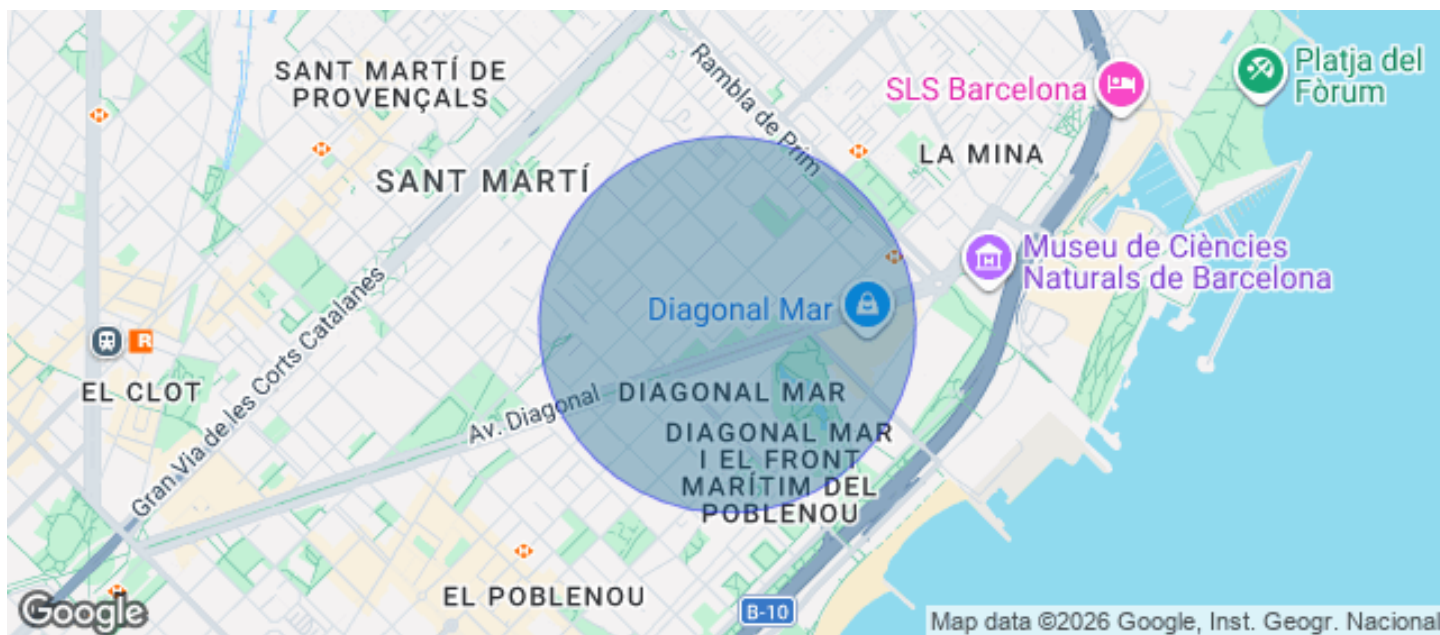 SANT MARTÍ DE
PROVENÇALS
Rambla de Prim
SLS Barcelona
Platja del
Fòrum
SANT MARTÍ
LA MINA
Museu de Ciències
Naturals de Barcelona
Diagonal Mar
R
EL CLOT
Gran Via de les Corts Catalanes
Av. Diagonal
DIAGONAL MAR
DIAGONAL MAR
I EL FRONT
MARÍTIM DEL
POBLENOU
EL POBLENOU
B-10
Google
Map data ©2026 Google, Inst. Geogr. Nacional